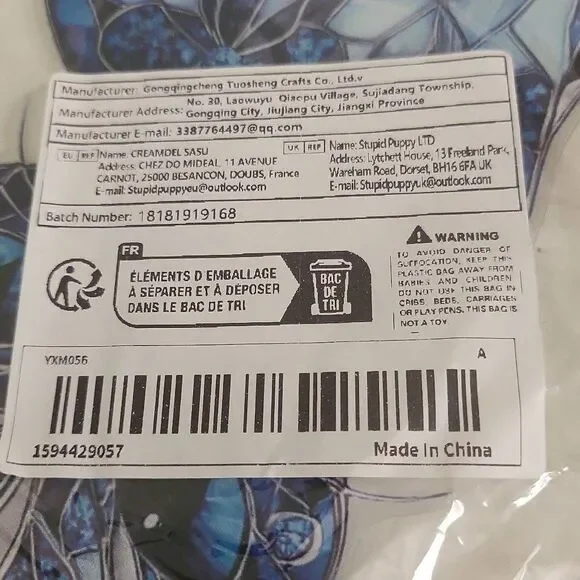 Manufacturer: Gongqingcheng Tuosheng Crafts Co., Ltd.v
Manufacturer Address: No. 30, Laowuyu Qiaopu Village, Sujiadang Township, Gongqing City, Jiujiang City, Jiangxi Province
Manufacturer E-mail: 3387764497@qq.com
EU REP Name: CREAMDEL SASU
Address: CHEZ DO MIDEAL 11 AVENUE
CARNOT, 25000 BESANCON, DOUBS, France
E-mail: Stupidpuppyeu@outlook.com
UK REP Name: Stupid Puppy LTD
Address: Lytchett House, 13 Freeland Park,
Wareham Road, Dorset, BH16 6FA UK
E-mail: Stupidpuppyuk@outlook.com
Batch Number: 18181919168
FR
ÉLÉMENTS D EMBALLAGE
À SÉPARER ET À DÉPOSER
DANS LE BAC DE TRI
BAC
DE
TRI
WARNING
TO AVOID DANGER OF
SUFFOCATION, KEEP THIS
PLASTIC BAG AWAY FROM
BABIES AND CHILDREN
DO NOT USE THIS BAG IN
CRIBS, BEDS, CARRIAGES
OR PLAY PENS. THIS BAG IS
NOT A TOY.
YXM056
A
1594429057
Made In China